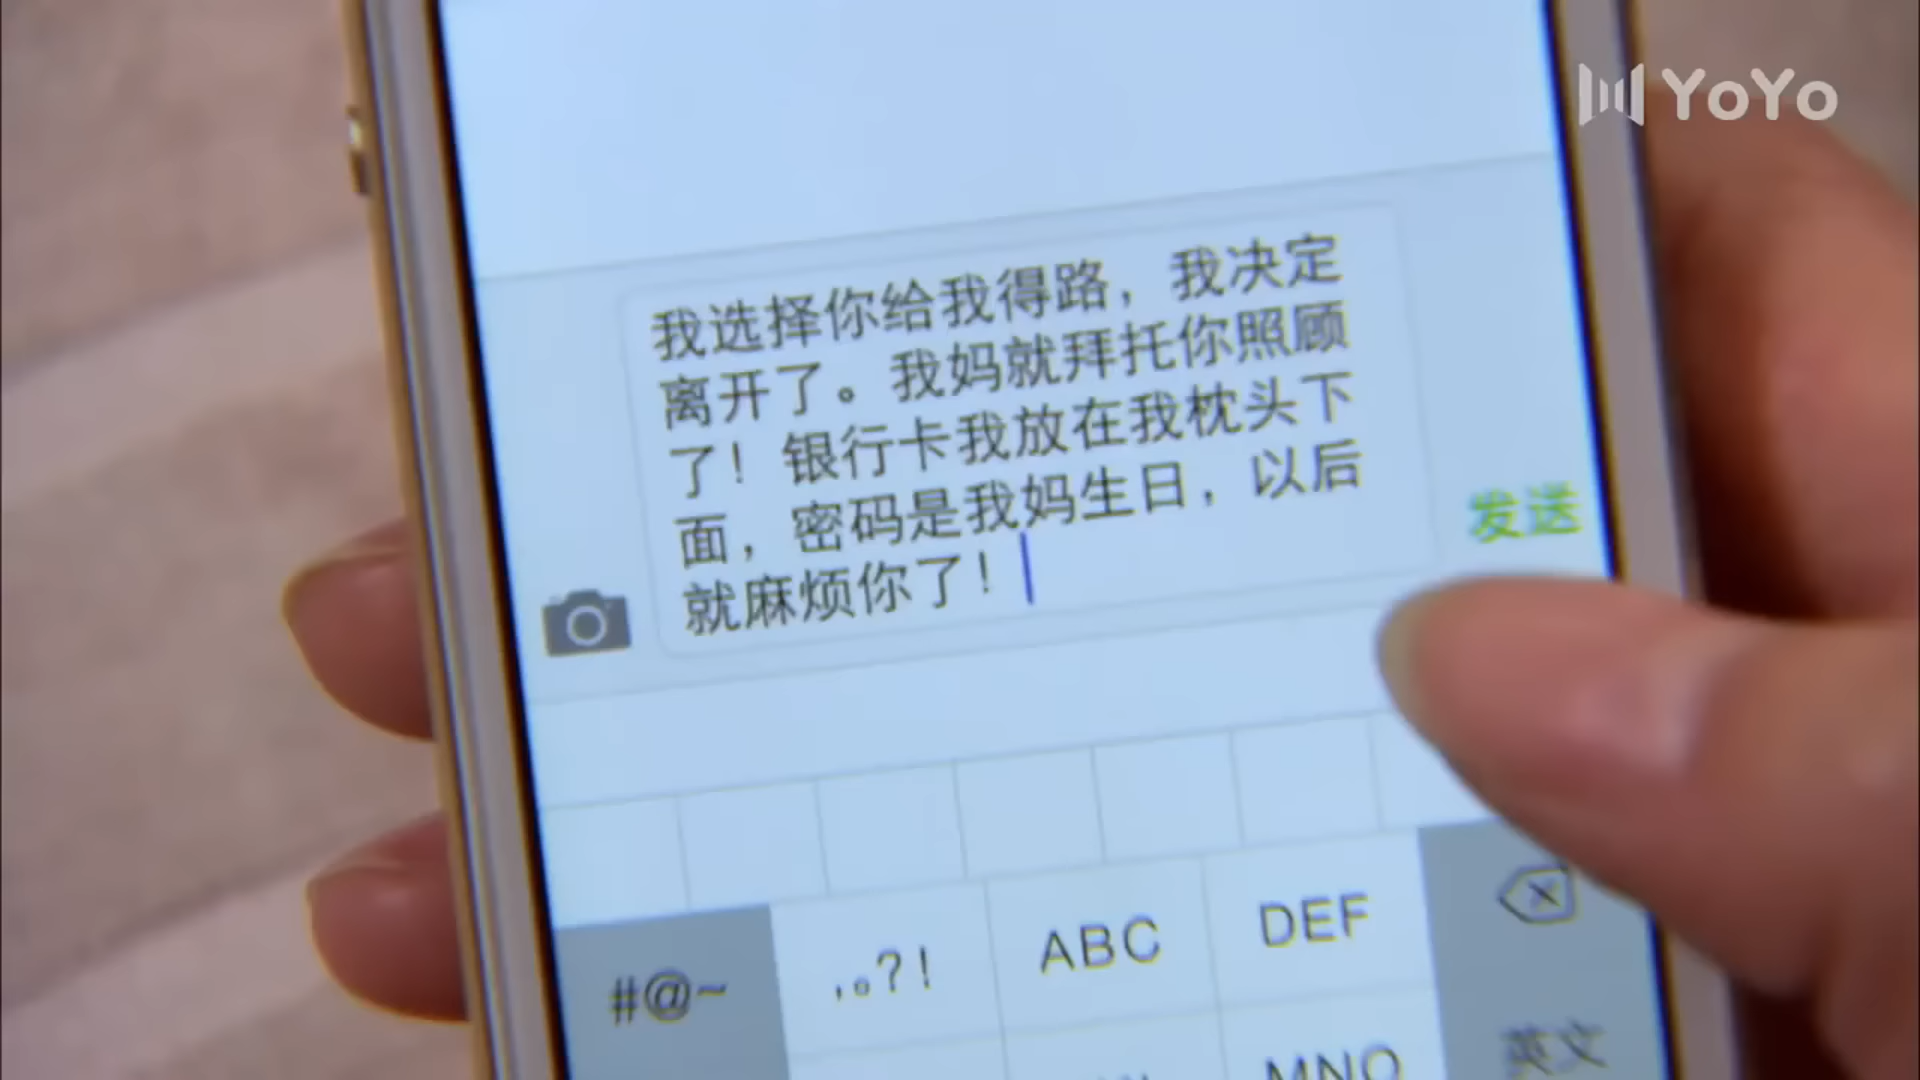 YoYo
我选择你给我得路，我决定
离开了。我妈就拜托你照顾
了！银行卡我放在我枕头下
面，密码是我妈生日，以后
就麻烦你了！
发送
#@~
,。?!
ABC
DEF
MNO
英文